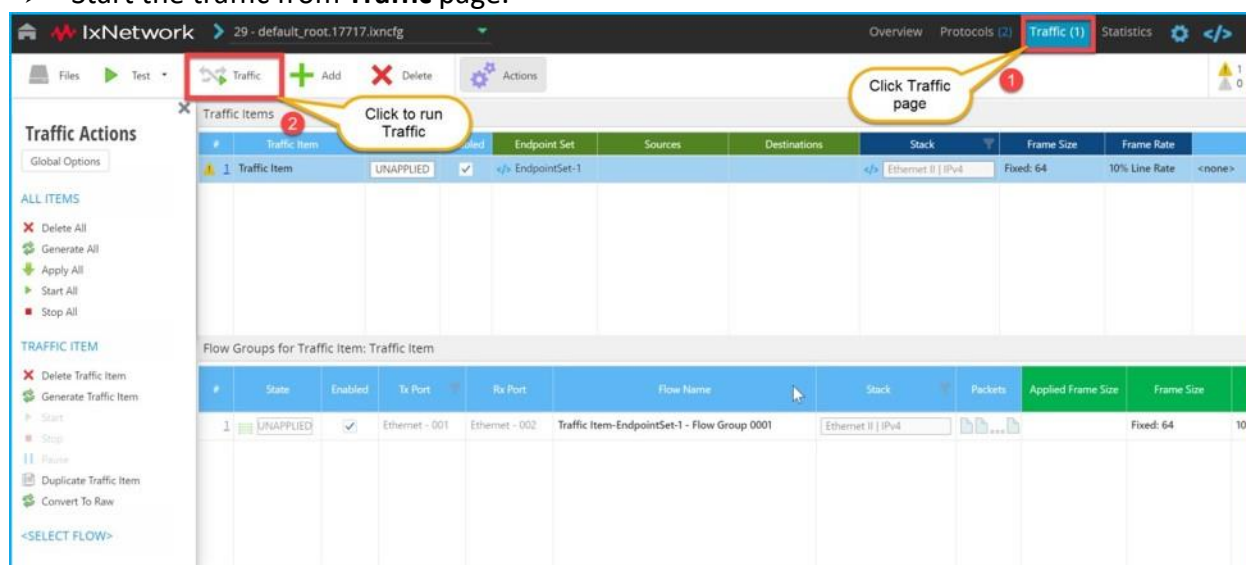 Start the traffic from Traffic page.
IxNetwork 29 - default_root.17717.ixncfg Overview Protocols (2) Traffic (1) Statistics </>
Files Test Traffic Add Delete Actions Click Traffic page 1 1
0
Traffic Items 2 Click to run Traffic
Traffic Actions
Global Options
# Traffic Item Endpoint Set Sources Destinations Stack Frame Size Frame Rate
1 Traffic Item UNAPPLIED </> EndpointSet-1 </> Ethernet II | IPv4 Fixed: 64 10% Line Rate <none>
ALL ITEMS
Delete All
Generate All
Apply All
Start All
Stop All
TRAFFIC ITEM
Flow Groups for Traffic Item: Traffic Item
Delete Traffic Item
Generate Traffic Item
Start
Stop
Pause
Duplicate Traffic Item
Convert To Raw
<SELECT FLOW>
# State Enabled Tx Port Rx Port Flow Name Stack Packets Applied Frame Size Frame Size
1 UNAPPLIED Ethernet - 001 Ethernet - 002 Traffic Item-EndpointSet-1 - Flow Group 0001 Ethernet II | IPv4 ... Fixed: 64 10